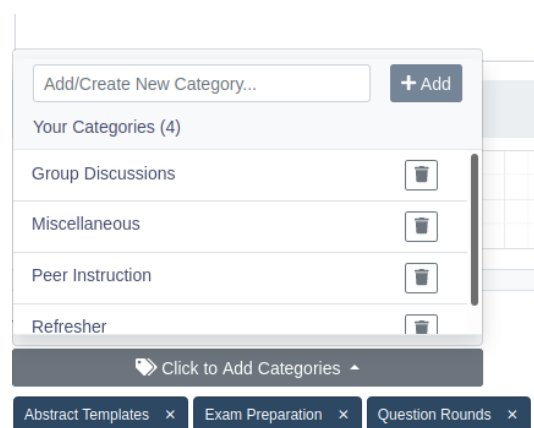 Add/Create New Category...
+ Add
Your Categories (4)
Group Discussions
Miscellaneous
Peer Instruction
Refresher
Click to Add Categories
Abstract Templates × Exam Preparation × Question Rounds ×